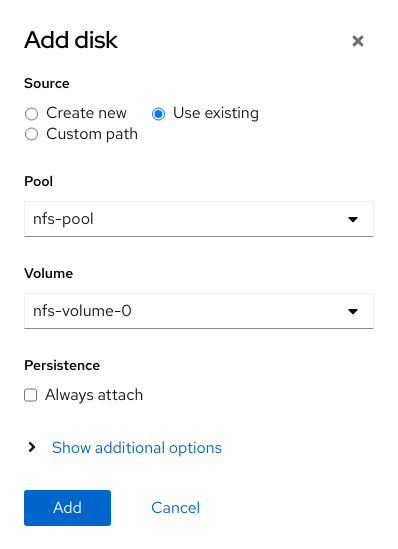 Add disk
Source
Create new Use existing
Custom path
Pool
nfs-pool
Volume
nfs-volume-0
Persistence
Always attach
Show additional options
Add Cancel